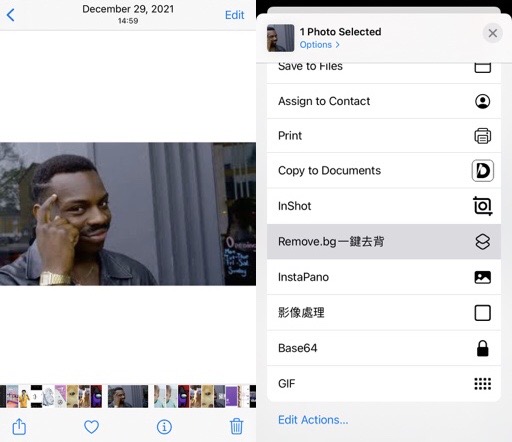 December 29, 2021
14:59
Edit
1 Photo Selected
Options >
Save to Files
Assign to Contact
Print
Copy to Documents
InShot
Remove.bg一鍵去背
InstaPano
影像處理
Base64
GIF
Edit Actions...